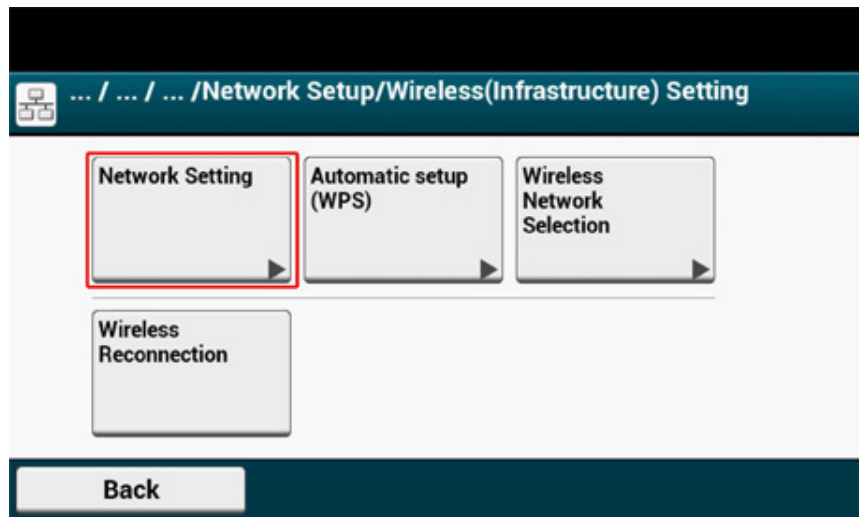 ... / ... / ... /Network Setup/Wireless(Infrastructure) Setting
Network Setting
Automatic setup
(WPS)
Wireless
Network
Selection
Wireless
Reconnection
Back